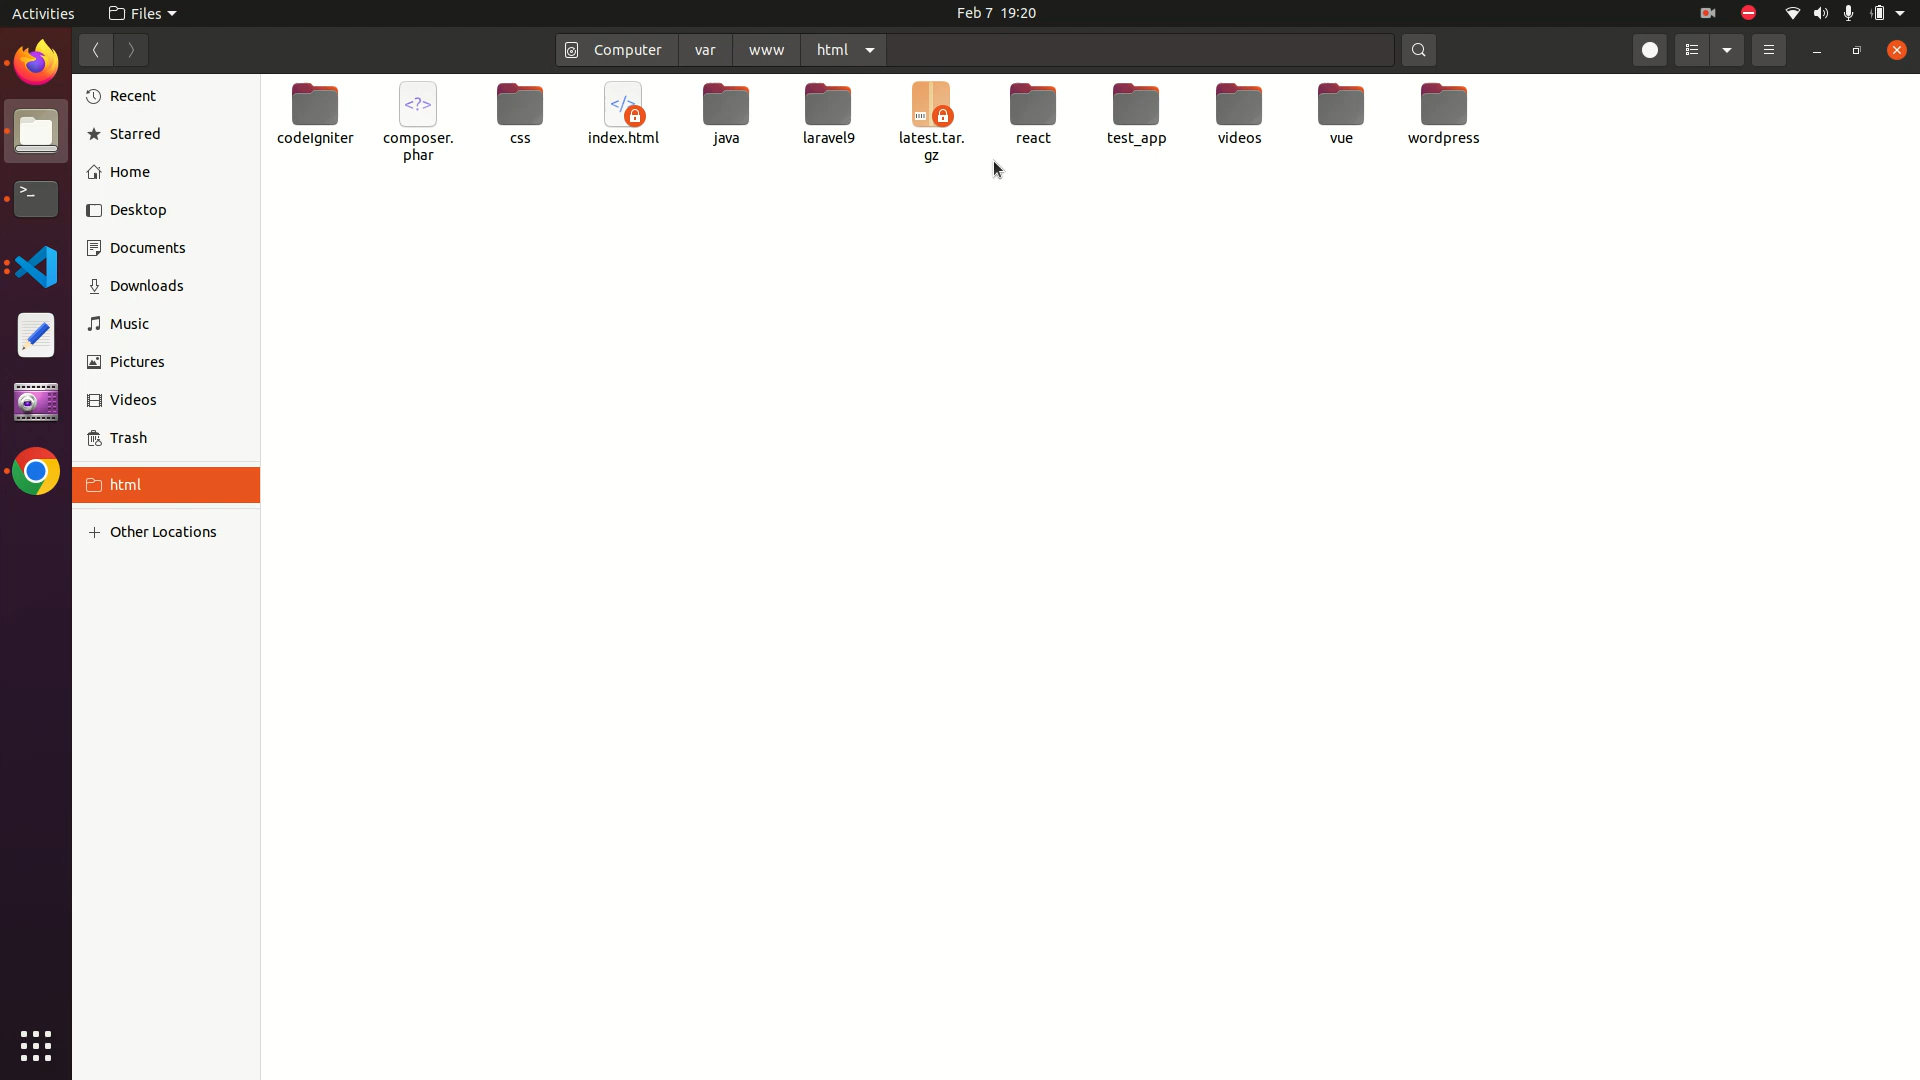 Activities Files Feb 7 19:20
Computer var www html
Recent
Starred
Home
Desktop
Documents
Downloads
Music
Pictures
Videos
Trash
html
Other Locations
codeIgniter
composer.
phar
css
index.html
java
laravel9
latest.tar.
gz
react
test_app
videos
vue
wordpress